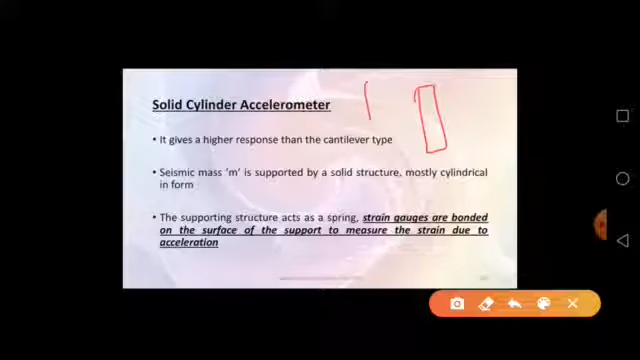 Solid Cylinder Accelerometer
• It gives a higher response than the cantilever type
• Seismic mass 'm' is supported by a solid structure, mostly cylindrical
in form
• The supporting structure acts as a spring, strain gauges are bonded
on the surface of the support to measure the strain due to
acceleration